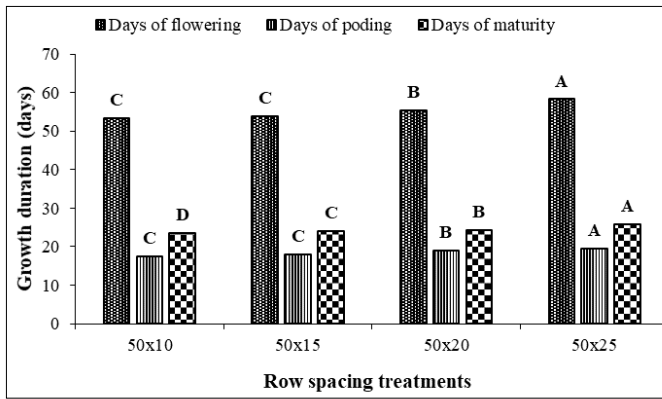 Days of flowering Days of poding Days of maturity
70
60
50
40
30
20
10
0
Growth duration (days)
C C D
C C C
B B B
A A A
50x10 50x15 50x20 50x25
Row spacing treatments